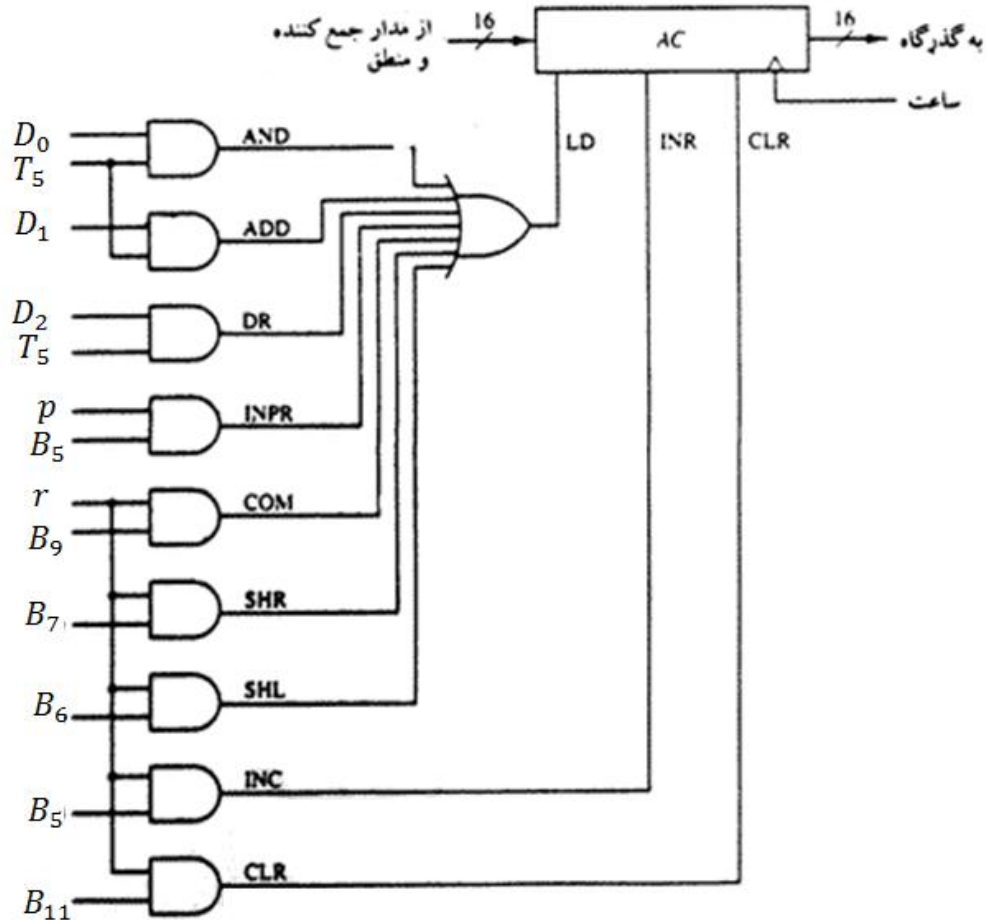 16
16
از مدار جمع کننده
و منطق
AC
به گذرگاه
ساعت
LD
INR
CLR
D₀
T₅
AND
D₁
ADD
D₂
T₅
DR
p
B₅
INPR
r
B₉
COM
B₇
SHR
B₆
SHL
B₅
INC
B₁₁
CLR